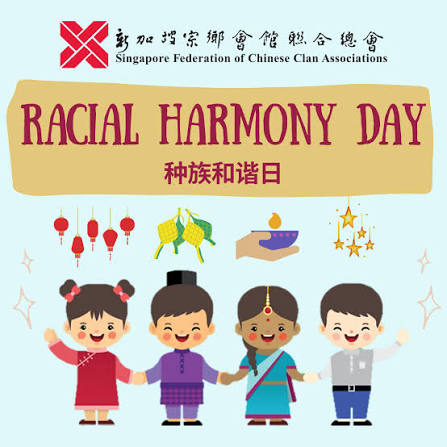 新加坡宗鄉會館聯合總會
Singapore Federation of Chinese Clan Associations
RACIAL HARMONY DAY
种族和谐日